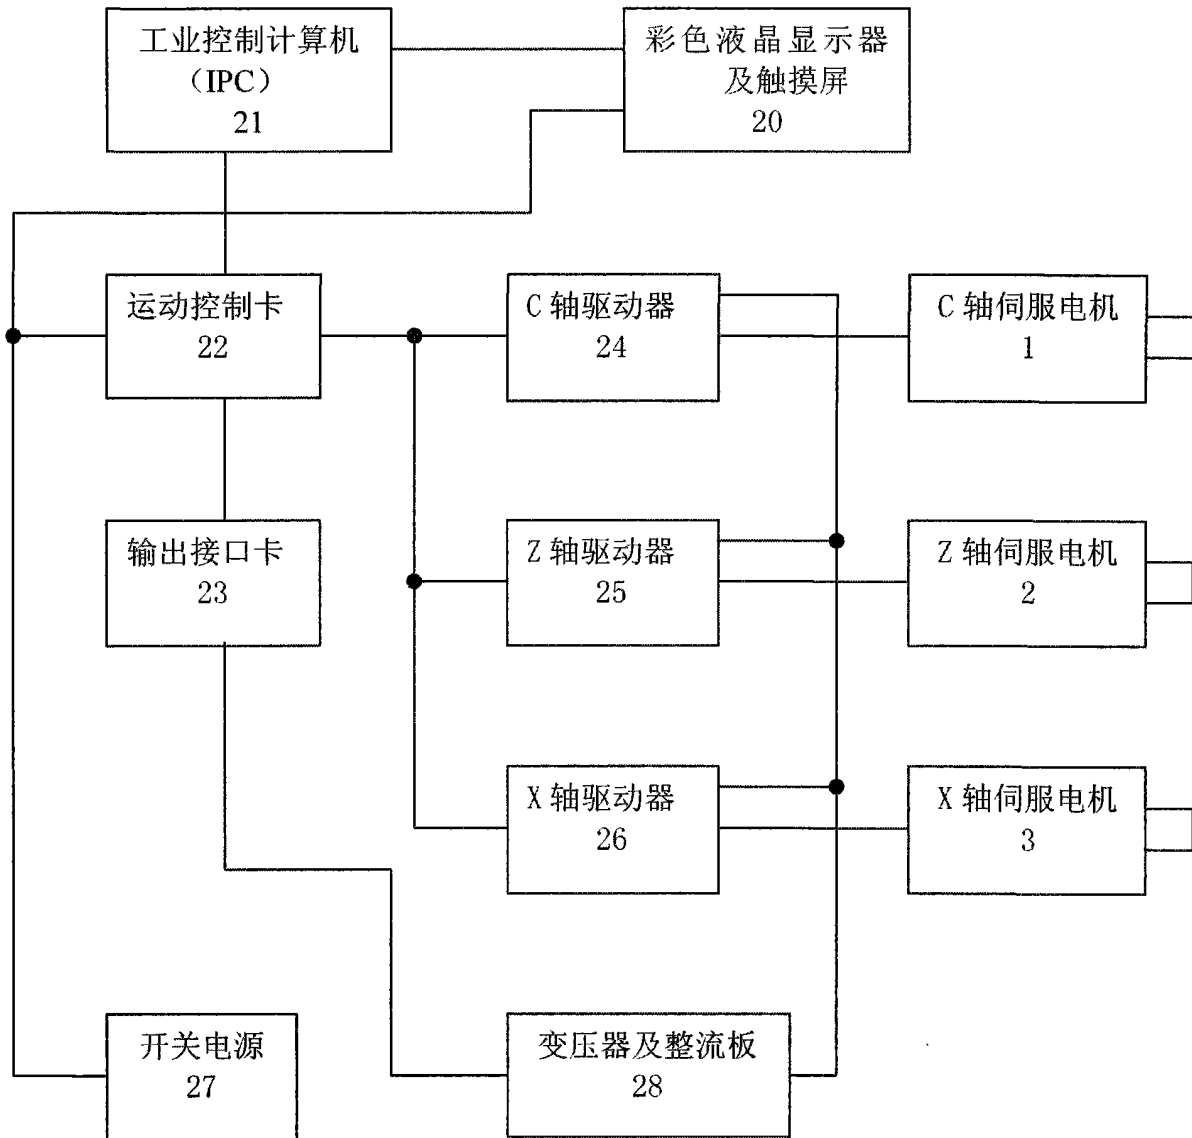 工业控制计算机
（IPC）
21
彩色液晶显示器
及触摸屏
20
运动控制卡
22
C 轴驱动器
24
C 轴伺服电机
1
输出接口卡
23
Z 轴驱动器
25
Z 轴伺服电机
2
X 轴驱动器
26
X 轴伺服电机
3
开关电源
27
变压器及整流板
28